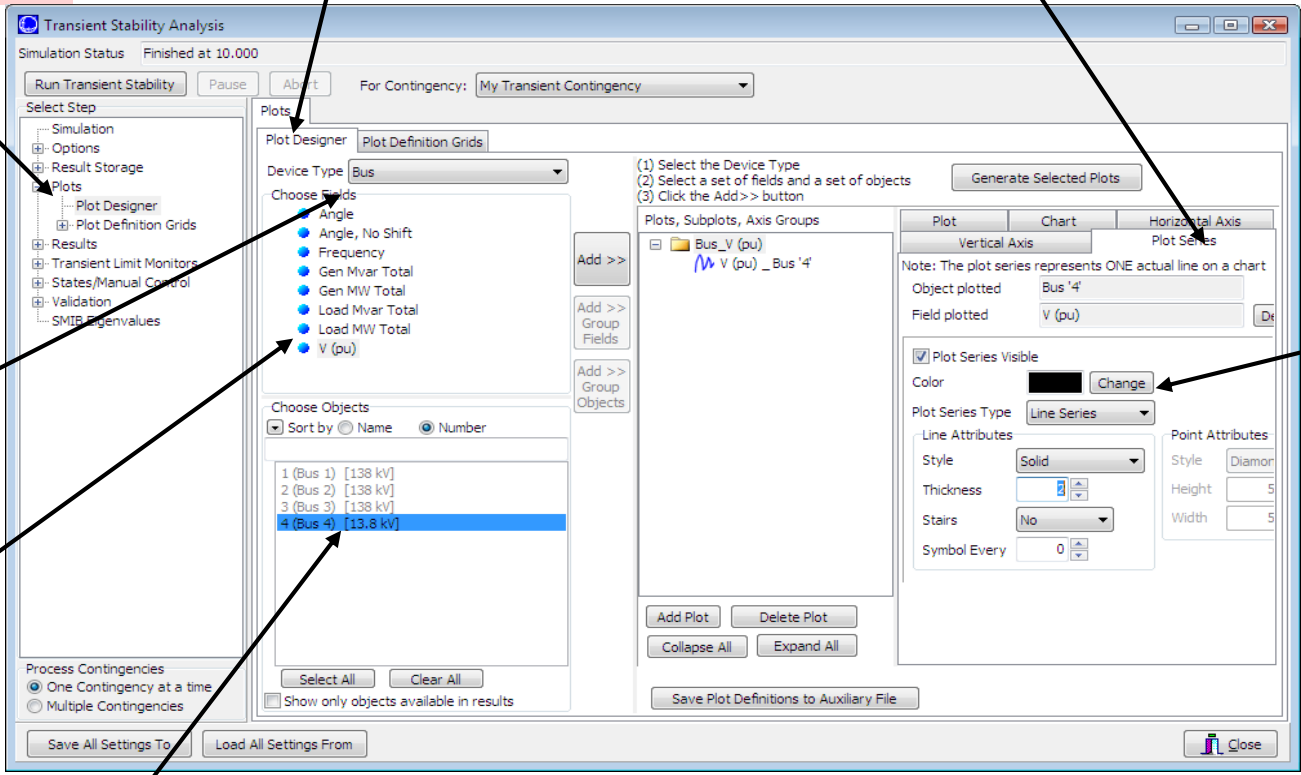 Transient Stability Analysis
Simulation Status Finished at 10.000
Run Transient Stability Pause Abort For Contingency: My Transient Contingency
Select Step
Simulation
Options
Result Storage
Plots
Plot Designer
Plot Definition Grids
Results
Transient Limit Monitors
States/Manual Control
Validation
SMIB Eigenvalues
Process Contingencies
One Contingency at a time
Multiple Contingencies
Plots
Plot Designer Plot Definition Grids
Device Type Bus
Choose Fields
Angle
Angle, No Shift
Frequency
Gen Mvar Total
Gen MW Total
Load Mvar Total
Load MW Total
V (pu)
Choose Objects
Sort by Name Number
1 (Bus 1) [138 kV]
2 (Bus 2) [138 kV]
3 (Bus 3) [138 kV]
4 (Bus 4) [13.8 kV]
Select All Clear All
Show only objects available in results
Add >>
Add >>
Group
Fields
Add >>
Group
Objects
(1) Select the Device Type
(2) Select a set of fields and a set of objects
(3) Click the Add>> button
Generate Selected Plots
Plots, Subplots, Axis Groups
Bus_V (pu)
V (pu) _Bus '4'
Add Plot Delete Plot
Collapse All Expand All
Save Plot Definitions to Auxiliary File
Plot Chart Horizontal Axis
Vertical Axis Plot Series
Note: The plot series represents ONE actual line on a chart
Object plotted Bus '4'
Field plotted V (pu) De
Plot Series Visible
Color Change
Plot Series Type Line Series
Line Attributes
Style Solid
Thickness 2
Stairs No
Symbol Every 0
Point Attributes
Style Diamon
Height 5
Width 5
Save All Settings To Load All Settings From Close